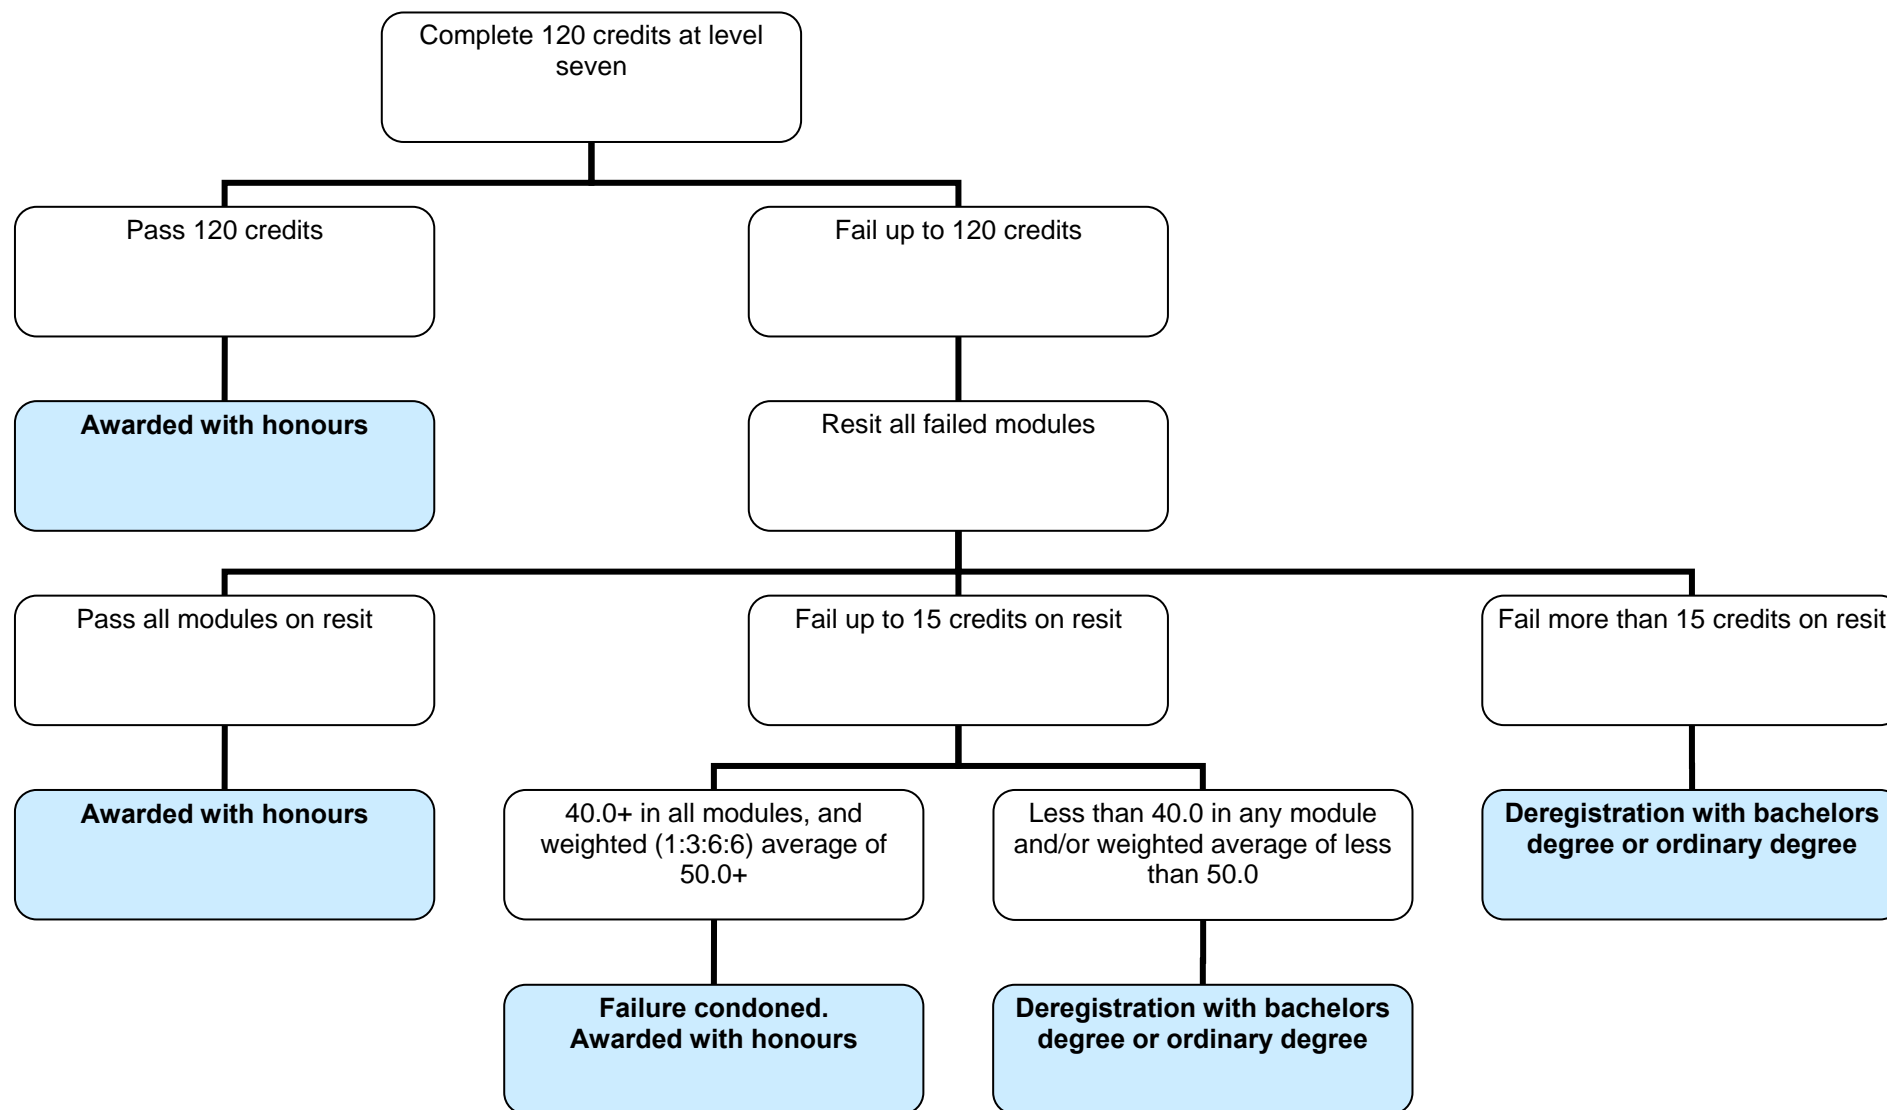 Complete 120 credits at level
seven
Pass 120 credits
Fail up to 120 credits
Awarded with honours
Resit all failed modules
Pass all modules on resit
Fail up to 15 credits on resit
Fail more than 15 credits on resit
Awarded with honours
40.0+ in all modules, and
weighted (1:3:6:6) average of
50.0+
Less than 40.0 in any module
and/or weighted average of less
than 50.0
Deregistration with bachelors
degree or ordinary degree
Failure condoned.
Awarded with honours
Deregistration with bachelors
degree or ordinary degree